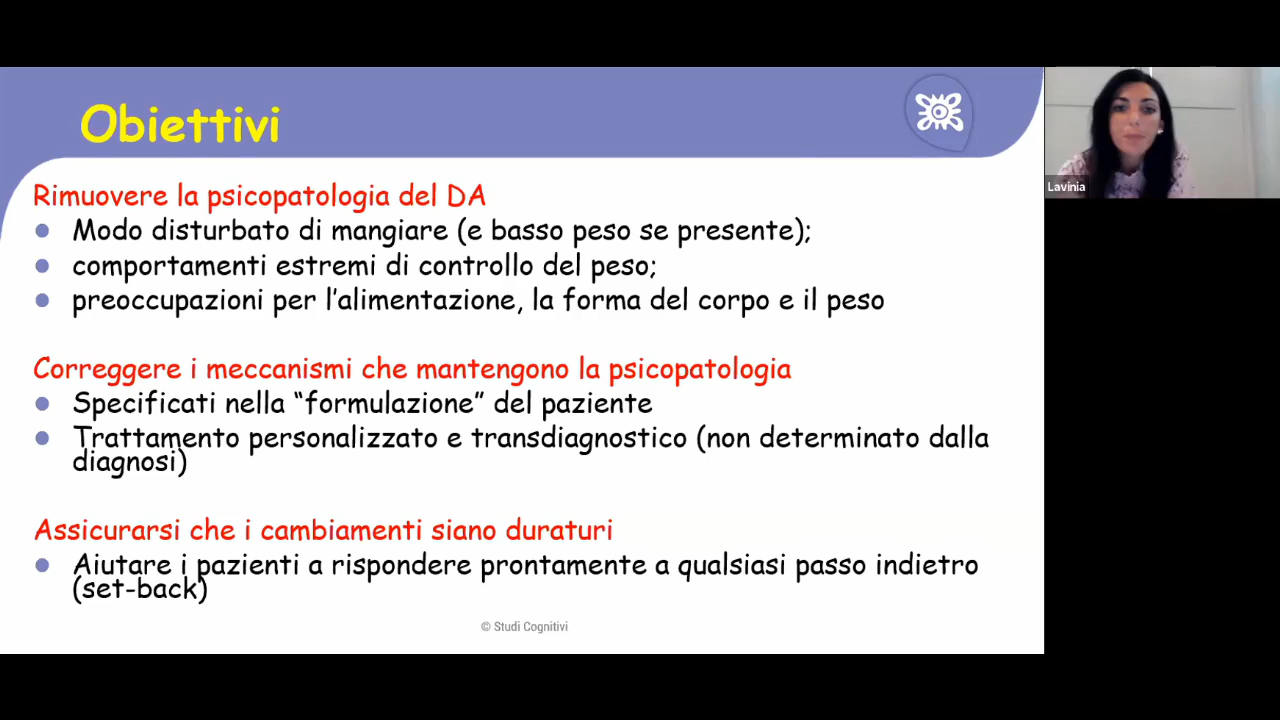 Obiettivi
Rimuovere la psicopatologia del DA
Modo disturbato di mangiare (e basso peso se presente);
comportamenti estremi di controllo del peso;
preoccupazioni per l'alimentazione, la forma del corpo e il peso
Correggere i meccanismi che mantengono la psicopatologia
Specificati nella “formulazione” del paziente
Trattamento personalizzato e transdiagnostico (non determinato dalla
diagnosi)
Assicurarsi che i cambiamenti siano duraturi
Aiutare i pazienti a rispondere prontamente a qualsiasi passo indietro
(set-back)
© Studi Cognitivi
Lavinia